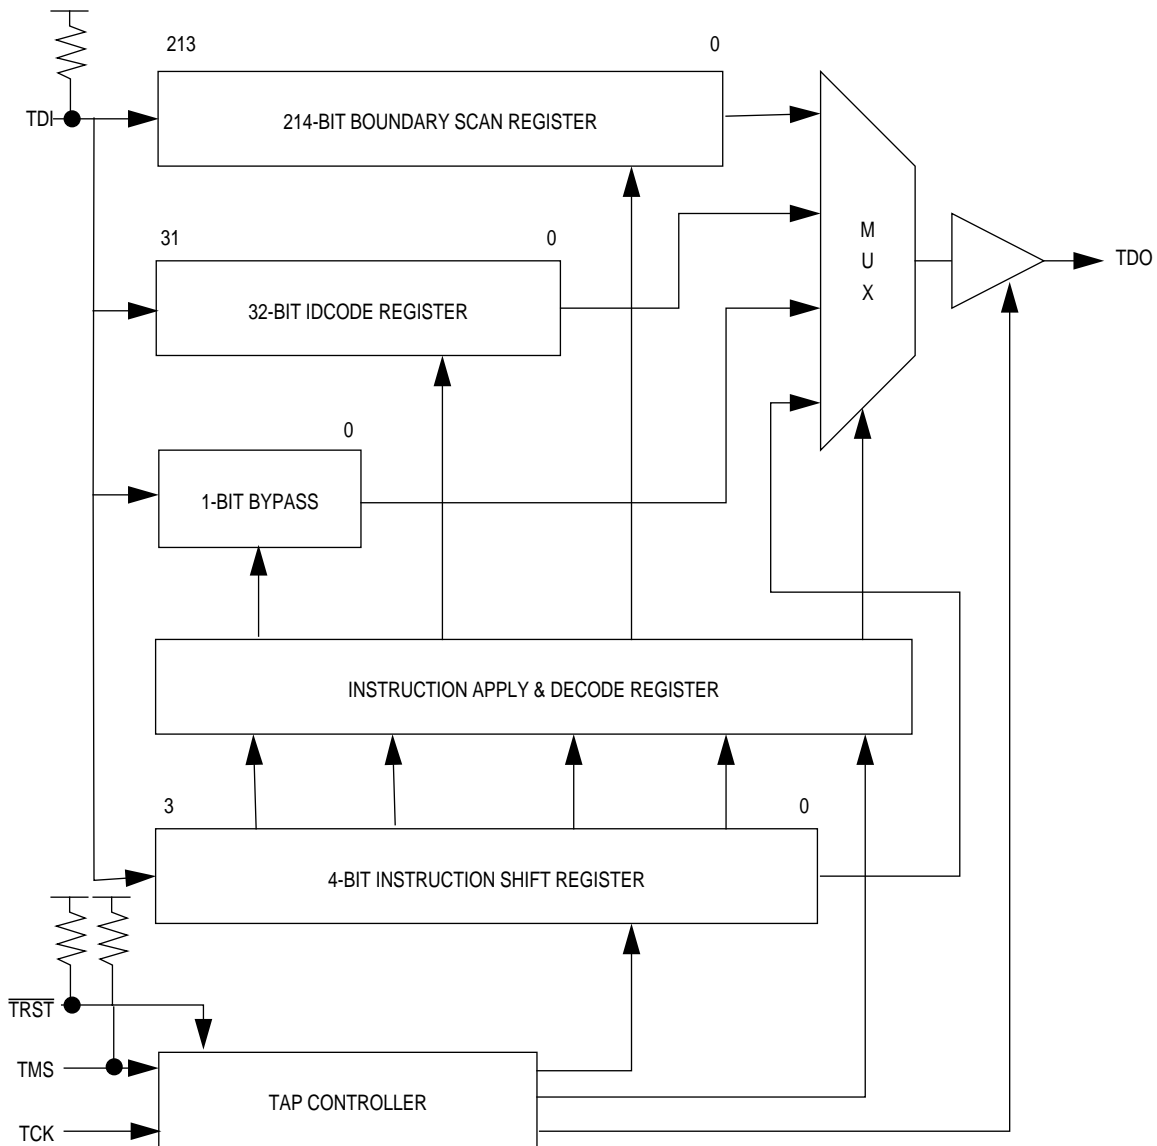 213 0
TDI
214-BIT BOUNDARY SCAN REGISTER
M
U
X
31 0
TDO
32-BIT IDCODE REGISTER
0
1-BIT BYPASS
INSTRUCTION APPLY & DECODE REGISTER
3 0
4-BIT INSTRUCTION SHIFT REGISTER
TRST
TMS
TAP CONTROLLER
TCK